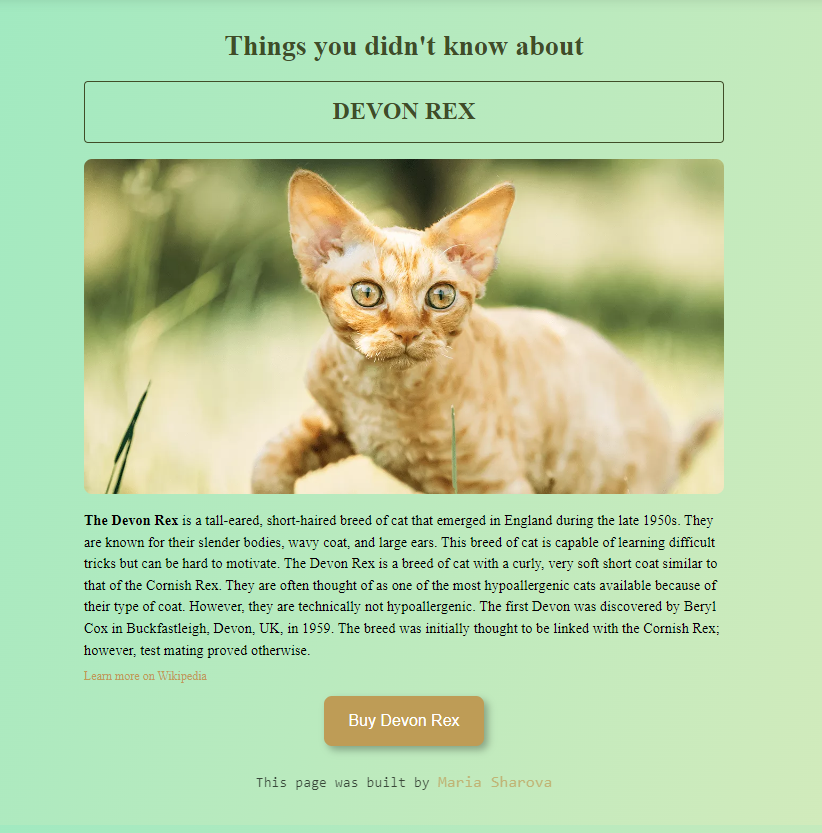 Things you didn't know about
DEVON REX
The Devon Rex is a tall-eared, short-haired breed of cat that emerged in England during the late 1950s. They
are known for their slender bodies, wavy coat, and large ears. This breed of cat is capable of learning difficult
tricks but can be hard to motivate. The Devon Rex is a breed of cat with a curly, very soft short coat similar to
that of the Cornish Rex. They are often thought of as one of the most hypoallergenic cats available because of
their type of coat. However, they are technically not hypoallergenic. The first Devon was discovered by Beryl
Cox in Buckfastleigh, Devon, UK, in 1959. The breed was initially thought to be linked with the Cornish Rex;
however, test mating proved otherwise.
Learn more on Wikipedia
Buy Devon Rex
This page was built by Maria Sharova